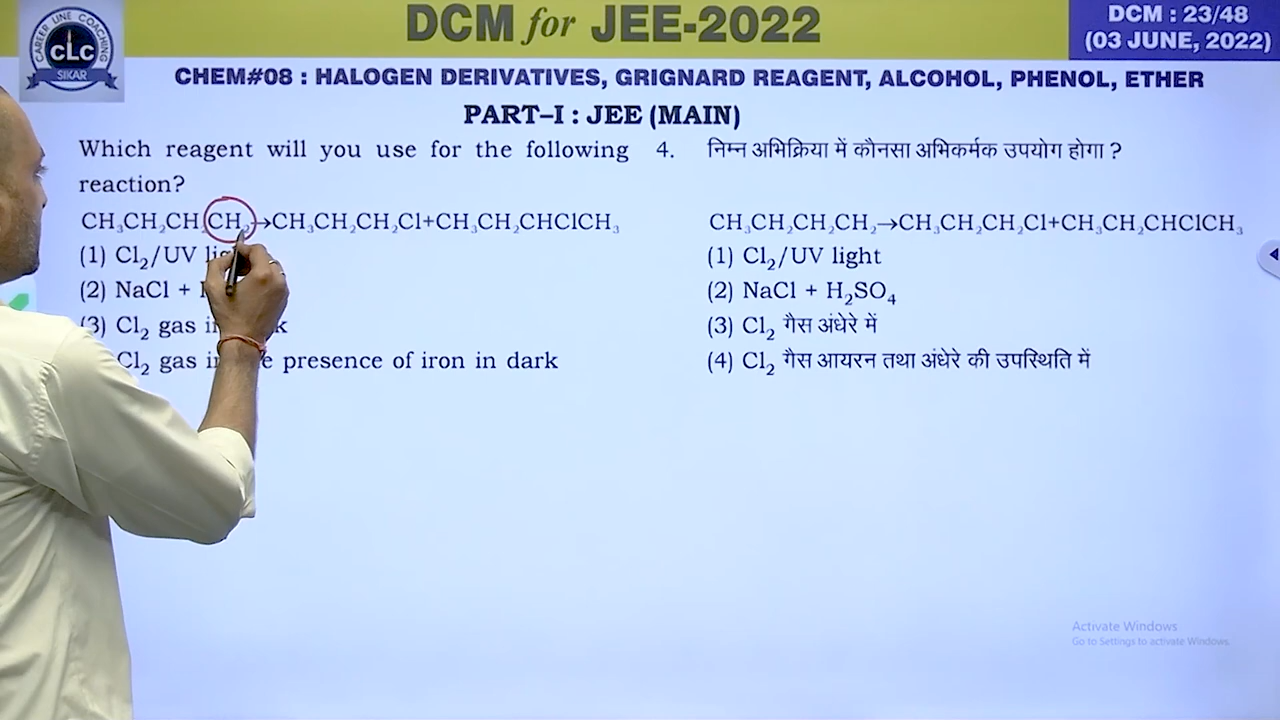 DCM for JEE-2022
DCM : 23/48
(03 JUNE, 2022)
CAREER LINE COACHING
CLC
SIKAR
CHEM#08 : HALOGEN DERIVATIVES, GRIGNARD REAGENT, ALCOHOL, PHENOL, ETHER
PART–I : JEE (MAIN)
Which reagent will you use for the following
reaction?
CH₃CH₂CH₂CH₂→CH₃CH₂CH₂Cl+CH₃CH₂CHClCH₃
(1) Cl₂/UV
(2) NaCl +
(3) Cl₂ gas
Cl₂ gas presence of iron in dark
4. निम्न अभिक्रिया में कौनसा अभिकर्मक उपयोग होगा ?
CH₃CH₂CH₂CH₂→CH₃CH₂CH₂Cl+CH₃CH₂CHClCH₃
(1) Cl₂/UV light
(2) NaCl + H₂SO₄
(3) Cl₂ गैस अंधेरे में
(4) Cl₂ गैस आयरन तथा अंधेरे की उपस्थिति में
Activate Windows
Go to Settings to activate Windows.